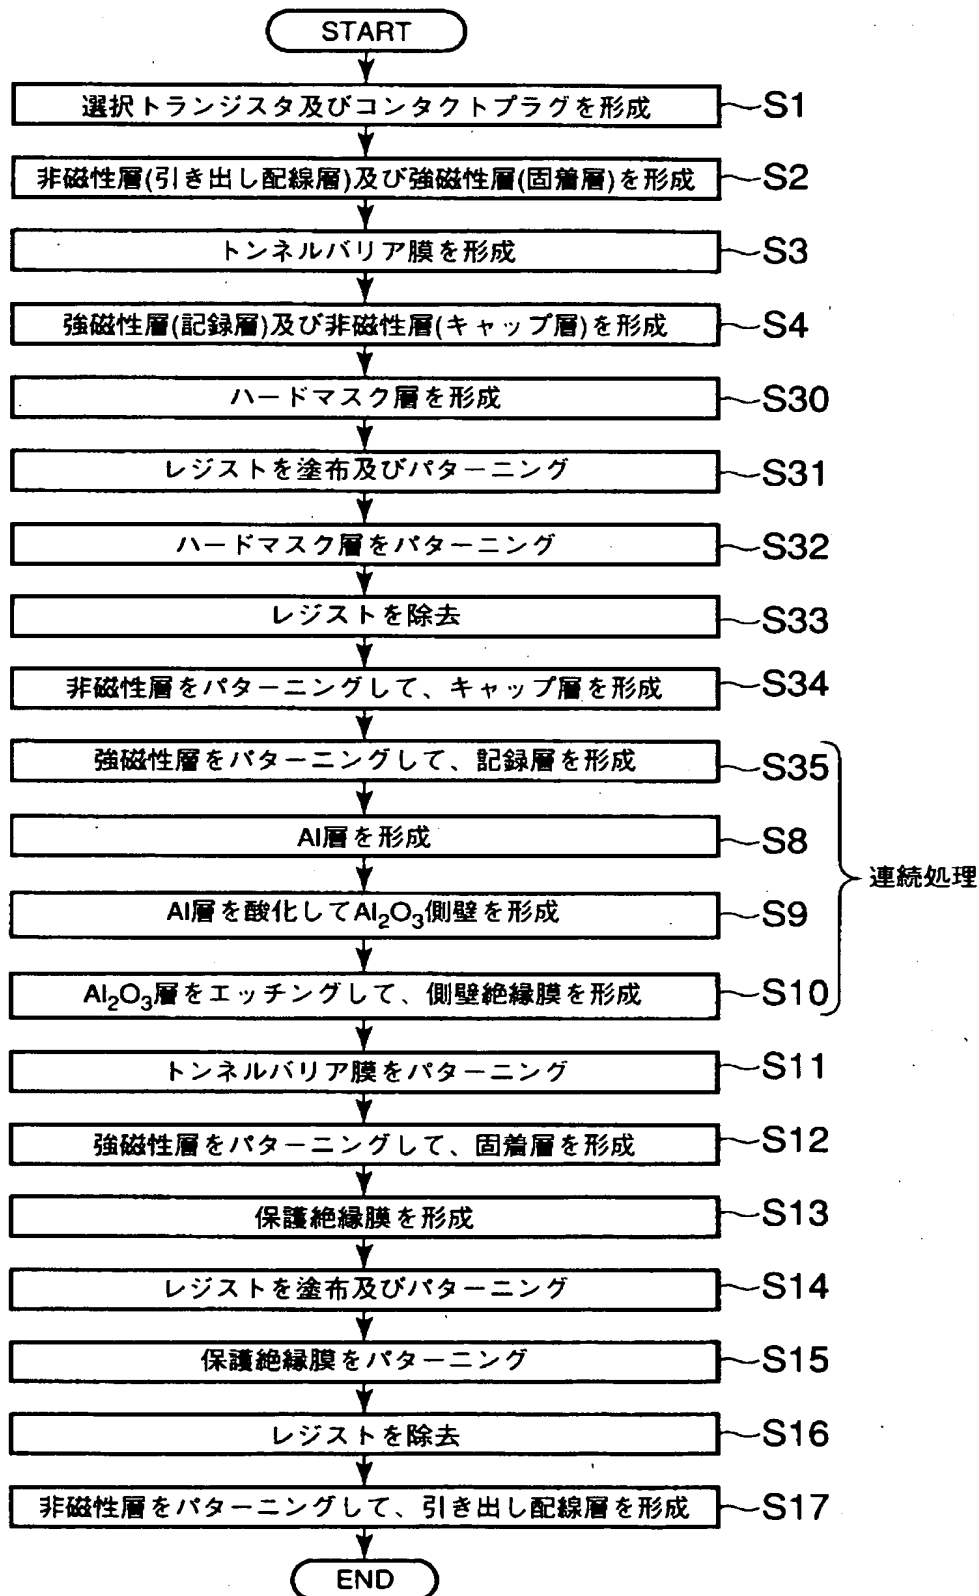 START
選択トランジスタ及びコンタクトプラグを形成 S1
非磁性層(引き出し配線層)及び強磁性層(固着層)を形成 S2
トンネルバリア膜を形成 S3
強磁性層(記録層)及び非磁性層(キャップ層)を形成 S4
ハードマスク層を形成 S30
レジストを塗布及びパターニング S31
ハードマスク層をパターニング S32
レジストを除去 S33
非磁性層をパターニングして、キャップ層を形成 S34
強磁性層をパターニングして、記録層を形成 S35
Al層を形成 S8
連続処理
Al層を酸化してAl₂O₃側壁を形成 S9
Al₂O₃層をエッチングして、側壁絶縁膜を形成 S10
トンネルバリア膜をパターニング S11
強磁性層をパターニングして、固着層を形成 S12
保護絶縁膜を形成 S13
レジストを塗布及びパターニング S14
保護絶縁膜をパターニング S15
レジストを除去 S16
非磁性層をパターニングして、引き出し配線層を形成 S17
END